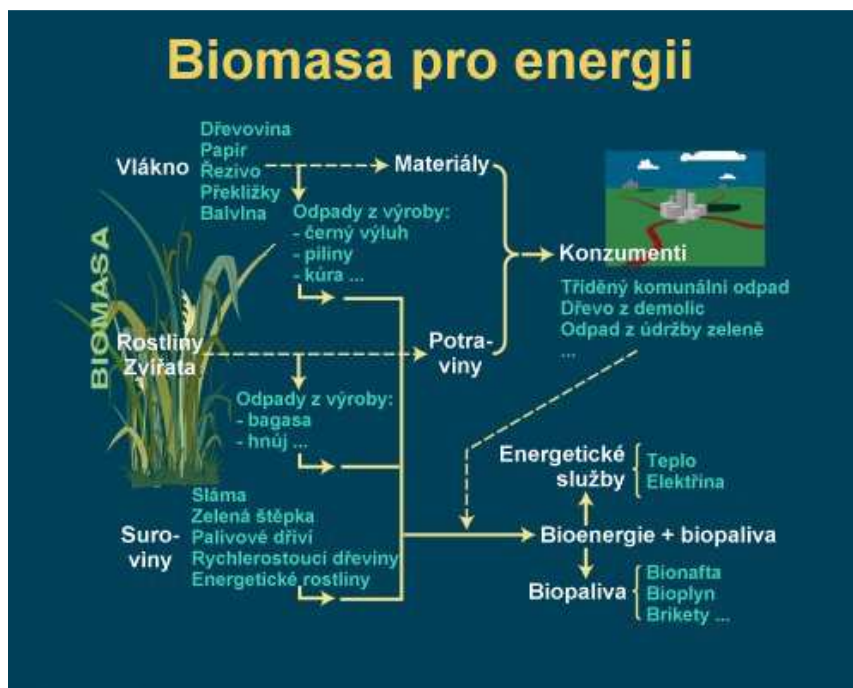 Biomasa pro energii
BIOMASA
Vlákno
Dřevovina
Papír
Řezivo
Překližky
Balvlna
Materiály
Odpady z výroby:
- černý výluh
- piliny
- kůra ...
Konzumenti
Tříděný komunální odpad
Dřevo z demolic
Odpad z údržby zeleně
...
Rostliny
Zvířata
Potra-
viny
Odpady z výroby:
- bagasa
- hnůj ...
Suro-
viny
Sláma
Zelená štěpka
Palivové dříví
Rychlerostoucí dřeviny
Energetické rostliny
Energetické
služby
Teplo
Elektřina
Bioenergie + biopaliva
Biopaliva
Bionafta
Bioplyn
Brikety ...